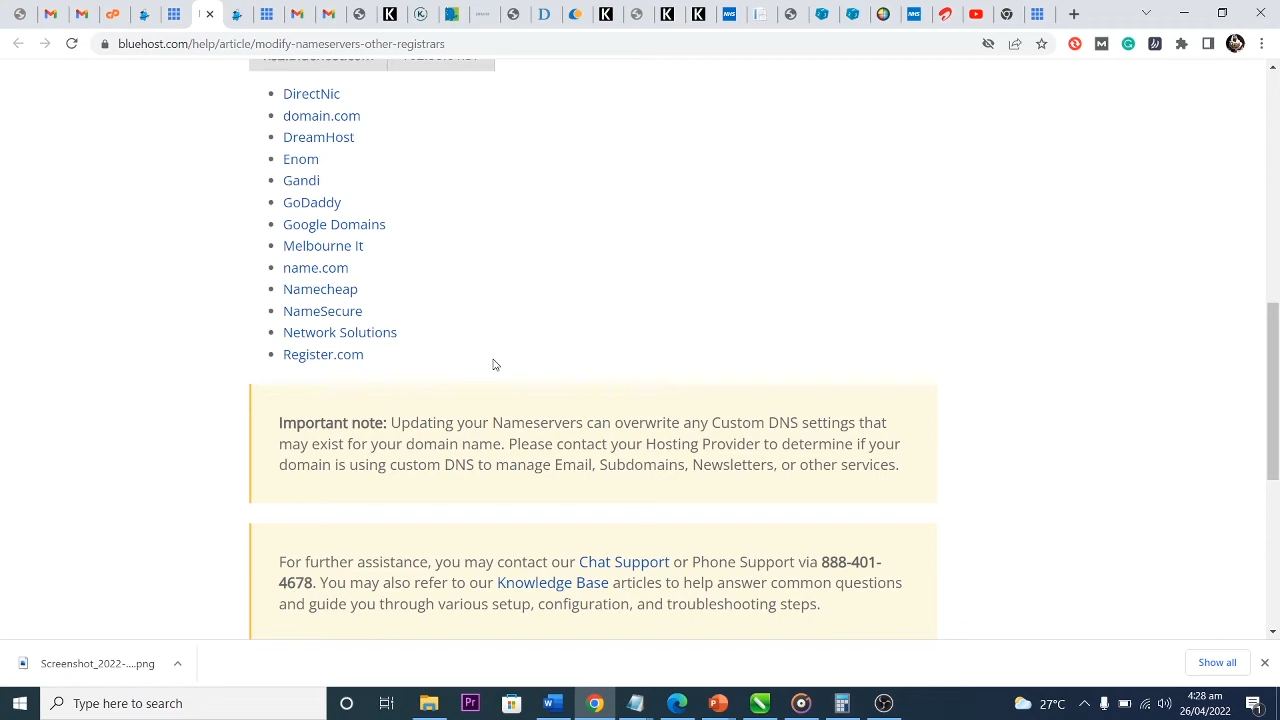 bluehost.com/help/article/modify-nameservers-other-registrars
DirectNic
domain.com
DreamHost
Enom
Gandi
GoDaddy
Google Domains
Melbourne It
name.com
Namecheap
NameSecure
Network Solutions
Register.com
Important note: Updating your Nameservers can overwrite any Custom DNS settings that
may exist for your domain name. Please contact your Hosting Provider to determine if your
domain is using custom DNS to manage Email, Subdomains, Newsletters, or other services.
For further assistance, you may contact our Chat Support or Phone Support via 888-401-
4678. You may also refer to our Knowledge Base articles to help answer common questions
and guide you through various setup, configuration, and troubleshooting steps.
Screenshot_2022-....png
Show all
Type here to search
27°C
4:28 am
26/04/2022